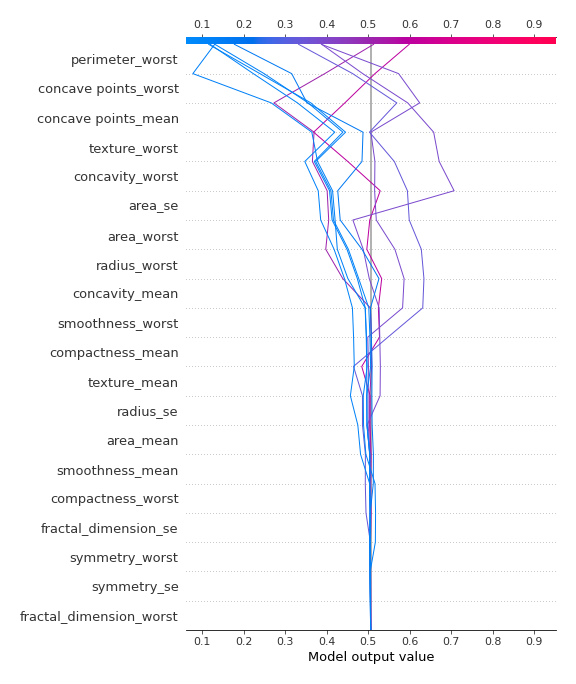 0.1 0.2 0.3 0.4 0.5 0.6 0.7 0.8 0.9
perimeter_worst
concave points_worst
concave points_mean
texture_worst
concavity_worst
area_se
area_worst
radius_worst
concavity_mean
smoothness_worst
compactness_mean
texture_mean
radius_se
area_mean
smoothness_mean
compactness_worst
fractal_dimension_se
symmetry_worst
symmetry_se
fractal_dimension_worst
0.1 0.2 0.3 0.4 0.5 0.6 0.7 0.8 0.9
Model output value